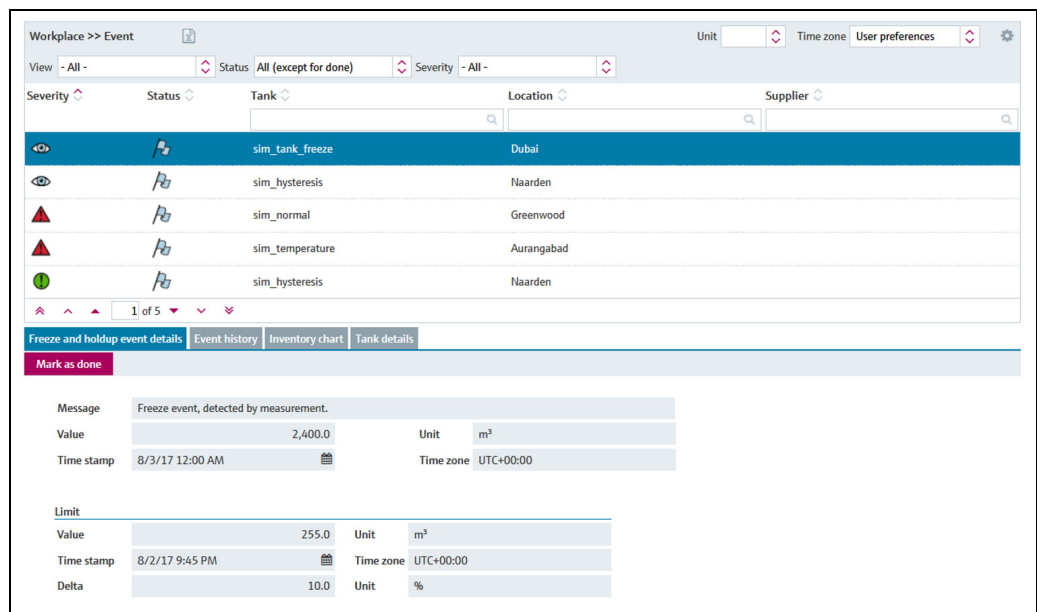 Workplace >> Event Unit Time zone User preferences
View - All - Status All (except for done) Severity - All -
Severity Status Tank Location Supplier
sim_tank_freeze Dubai
sim_hysteresis Naarden
sim_normal Greenwood
sim_temperature Aurangabad
sim_hysteresis Naarden
1 of 5
Freeze and holdup event details Event history Inventory chart Tank details
Mark as done
Message Freeze event, detected by measurement.
Value 2,400.0 Unit m³
Time stamp 8/3/17 12:00 AM Time zone UTC+00:00
Limit
Value 255.0 Unit m³
Time stamp 8/2/17 9:45 PM Time zone UTC+00:00
Delta 10.0 Unit %